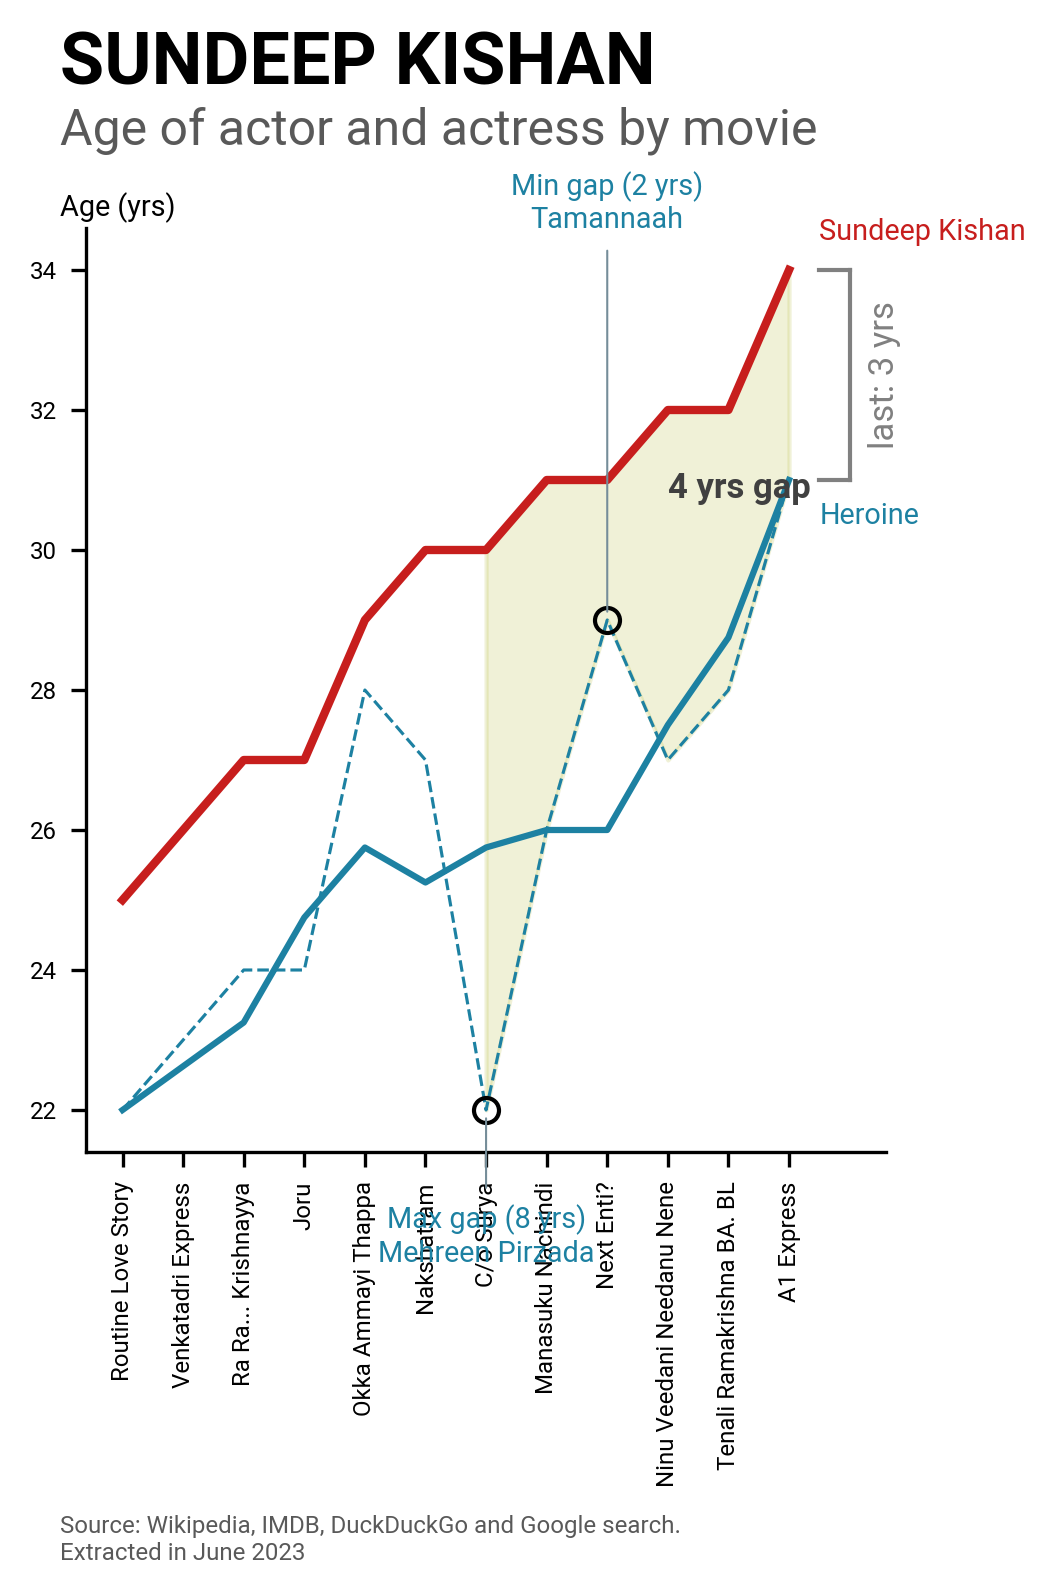 SUNDEEP KISHAN
Age of actor and actress by movie
Min gap (2 yrs)
Tamannaah
Age (yrs)
Sundeep Kishan
34
32
30
28
26
24
22
last: 3 yrs
4 yrs gap
Heroine
Max gap (8 yrs)
Mehreen Pirzada
Routine Love Story
Venkatadri Express
Ra Ra... Krishnayya
Joru
Okka Ammayi Thappa
Nakshatram
C/o Surya
Manasuku Nachindi
Next Enti?
Ninu Veedani Needanu Nene
Tenali Ramakrishna BA. BL
A1 Express
Source: Wikipedia, IMDB, DuckDuckGo and Google search.
Extracted in June 2023